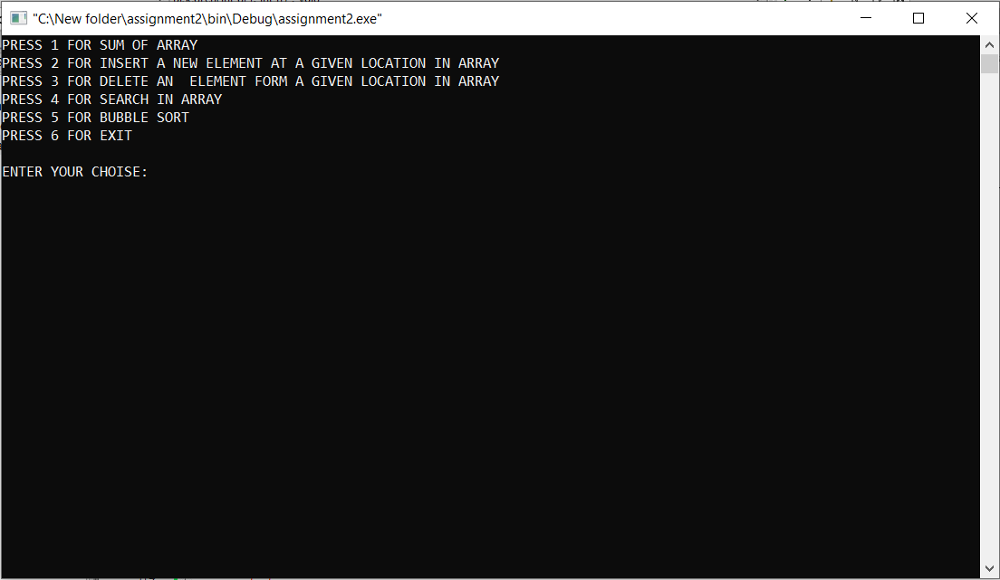 "C:\New folder\assignment2\bin\Debug\assignment2.exe"
PRESS 1 FOR SUM OF ARRAY
PRESS 2 FOR INSERT A NEW ELEMENT AT A GIVEN LOCATION IN ARRAY
PRESS 3 FOR DELETE AN  ELEMENT FORM A GIVEN LOCATION IN ARRAY
PRESS 4 FOR SEARCH IN ARRAY
PRESS 5 FOR BUBBLE SORT
PRESS 6 FOR EXIT
ENTER YOUR CHOISE: